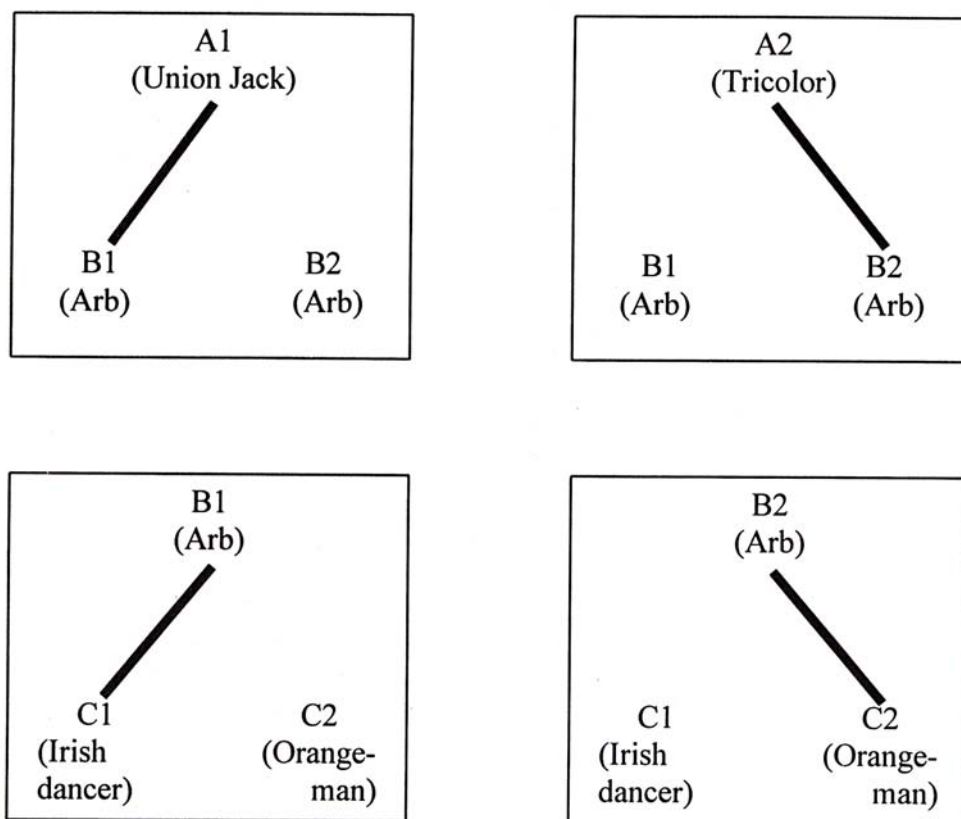 A1
(Union Jack)
B1
(Arb)
B2
(Arb)
A2
(Tricolor)
B1
(Arb)
B2
(Arb)
B1
(Arb)
C1
(Irish
dancer)
C2
(Orange-
man)
B2
(Arb)
C1
(Irish
dancer)
C2
(Orange-
man)